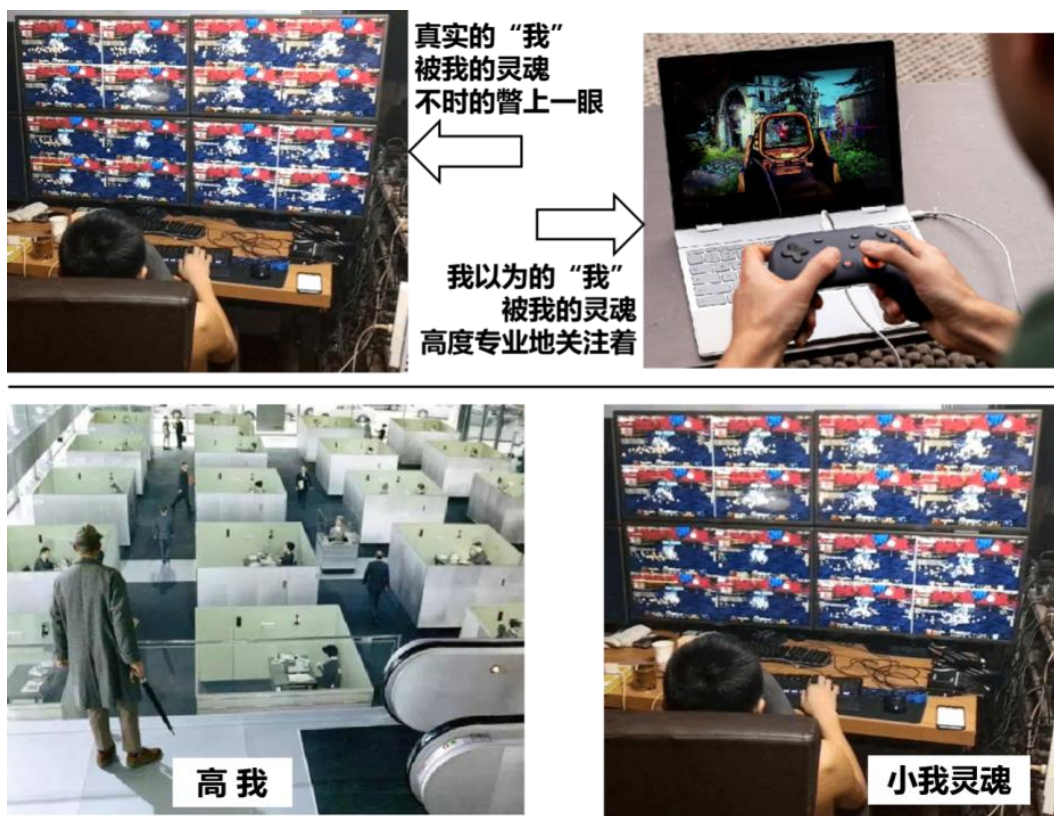 真实的“我”
被我的灵魂
不时的瞥上一眼
我以为的“我”
被我的灵魂
高度专业地关注着
高我
小我灵魂